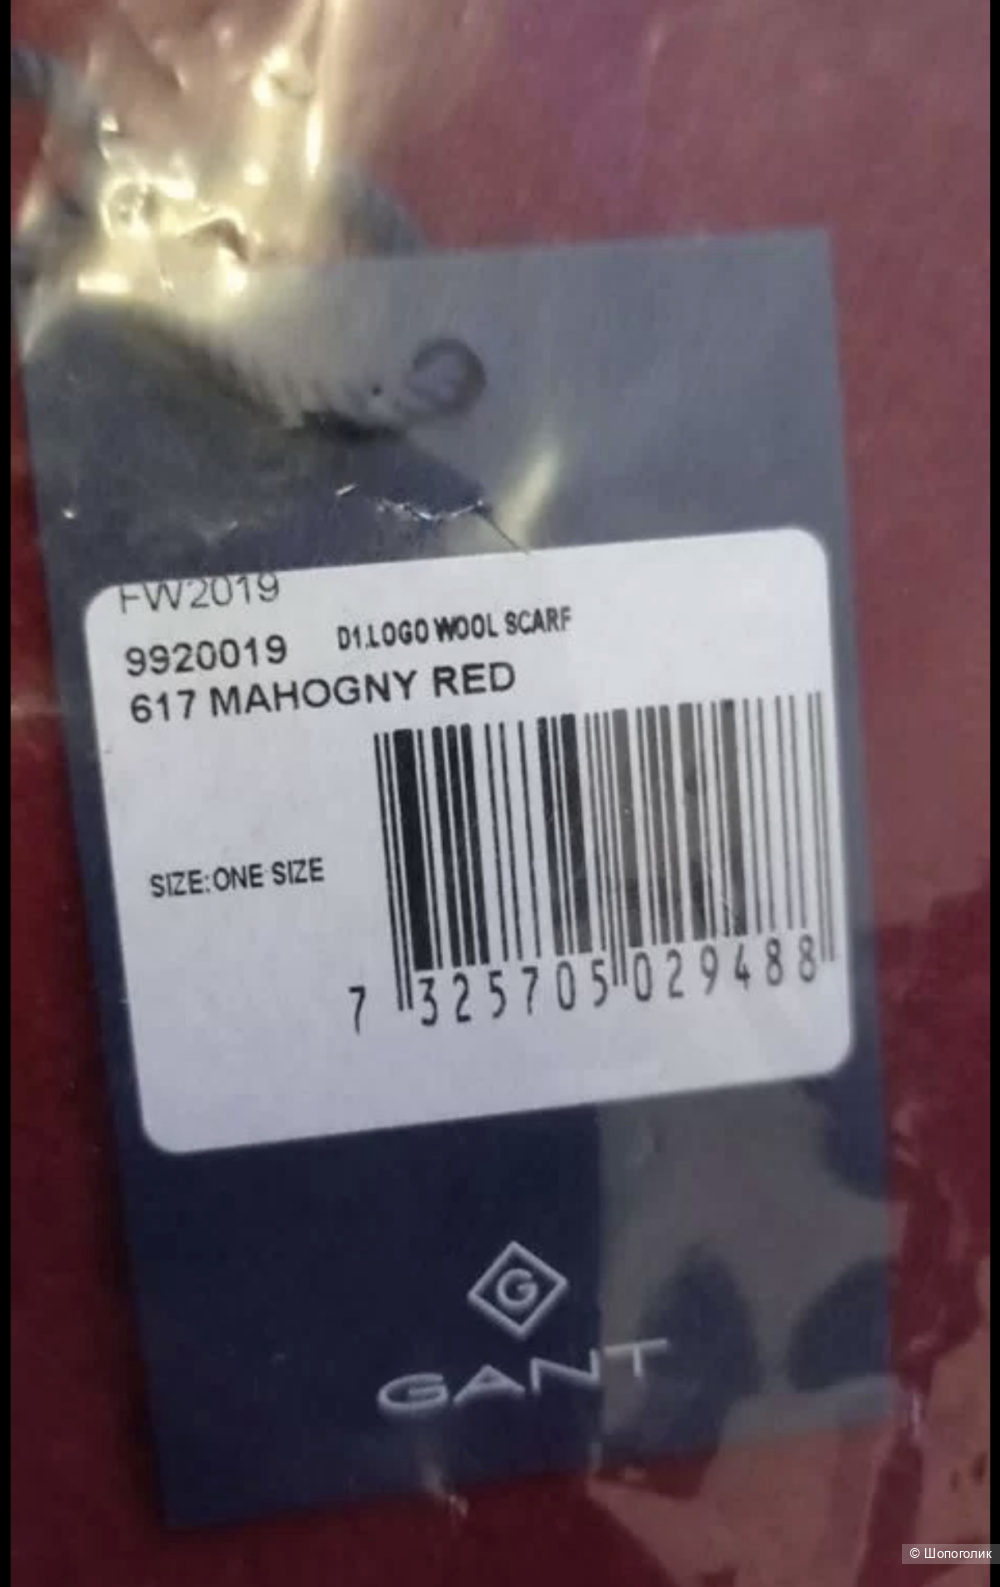 FW2019
9920019 D1.LOGO WOOL SCARF
617 MAHOGNY RED
SIZE:ONE SIZE
7 325705 029488
G
GANT
© Шопоголик